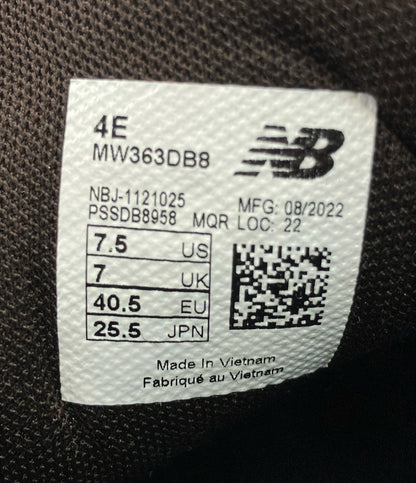 4E
MW363DB8
NB
NBJ-1121025
PSSDB8958
MFG: 08/2022
MQR LOC: 22
7.5 US
7 UK
40.5 EU
25.5 JPN
Made In Vietnam
Fabriqué au Vietnam